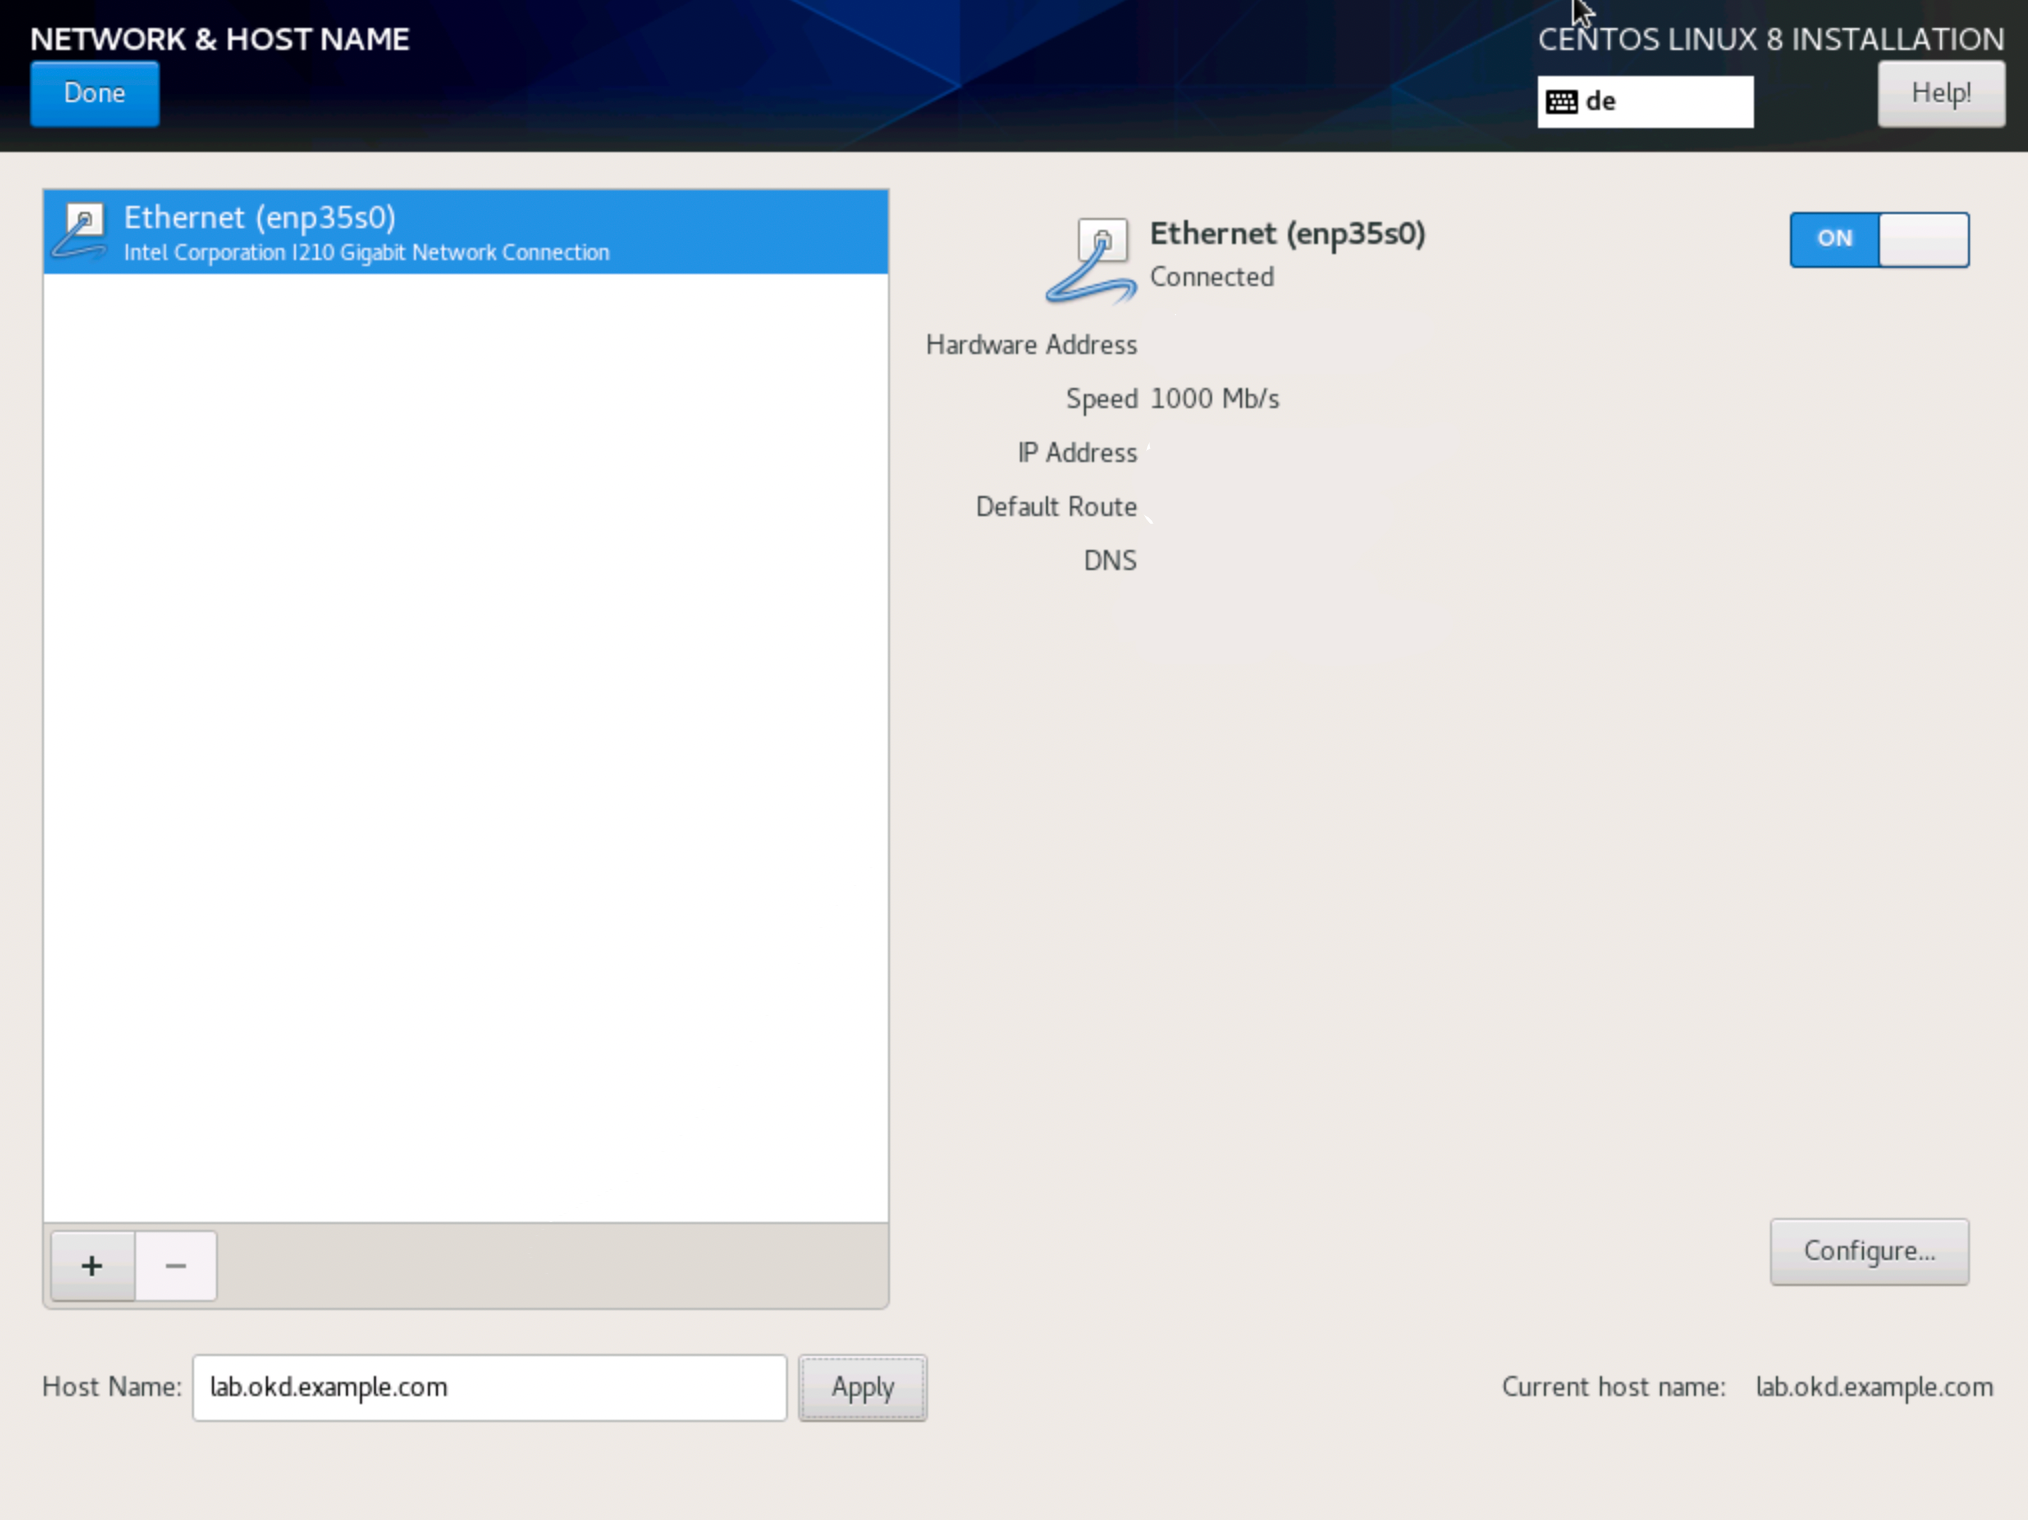 NETWORK & HOST NAME
CENTOS LINUX 8 INSTALLATION
Done
de
Help!
Ethernet (enp35s0)
Intel Corporation I210 Gigabit Network Connection
Ethernet (enp35s0)
Connected
ON
Hardware Address
Speed 1000 Mb/s
IP Address
Default Route
DNS
+ −
Configure...
Host Name: lab.okd.example.com Apply
Current host name: lab.okd.example.com